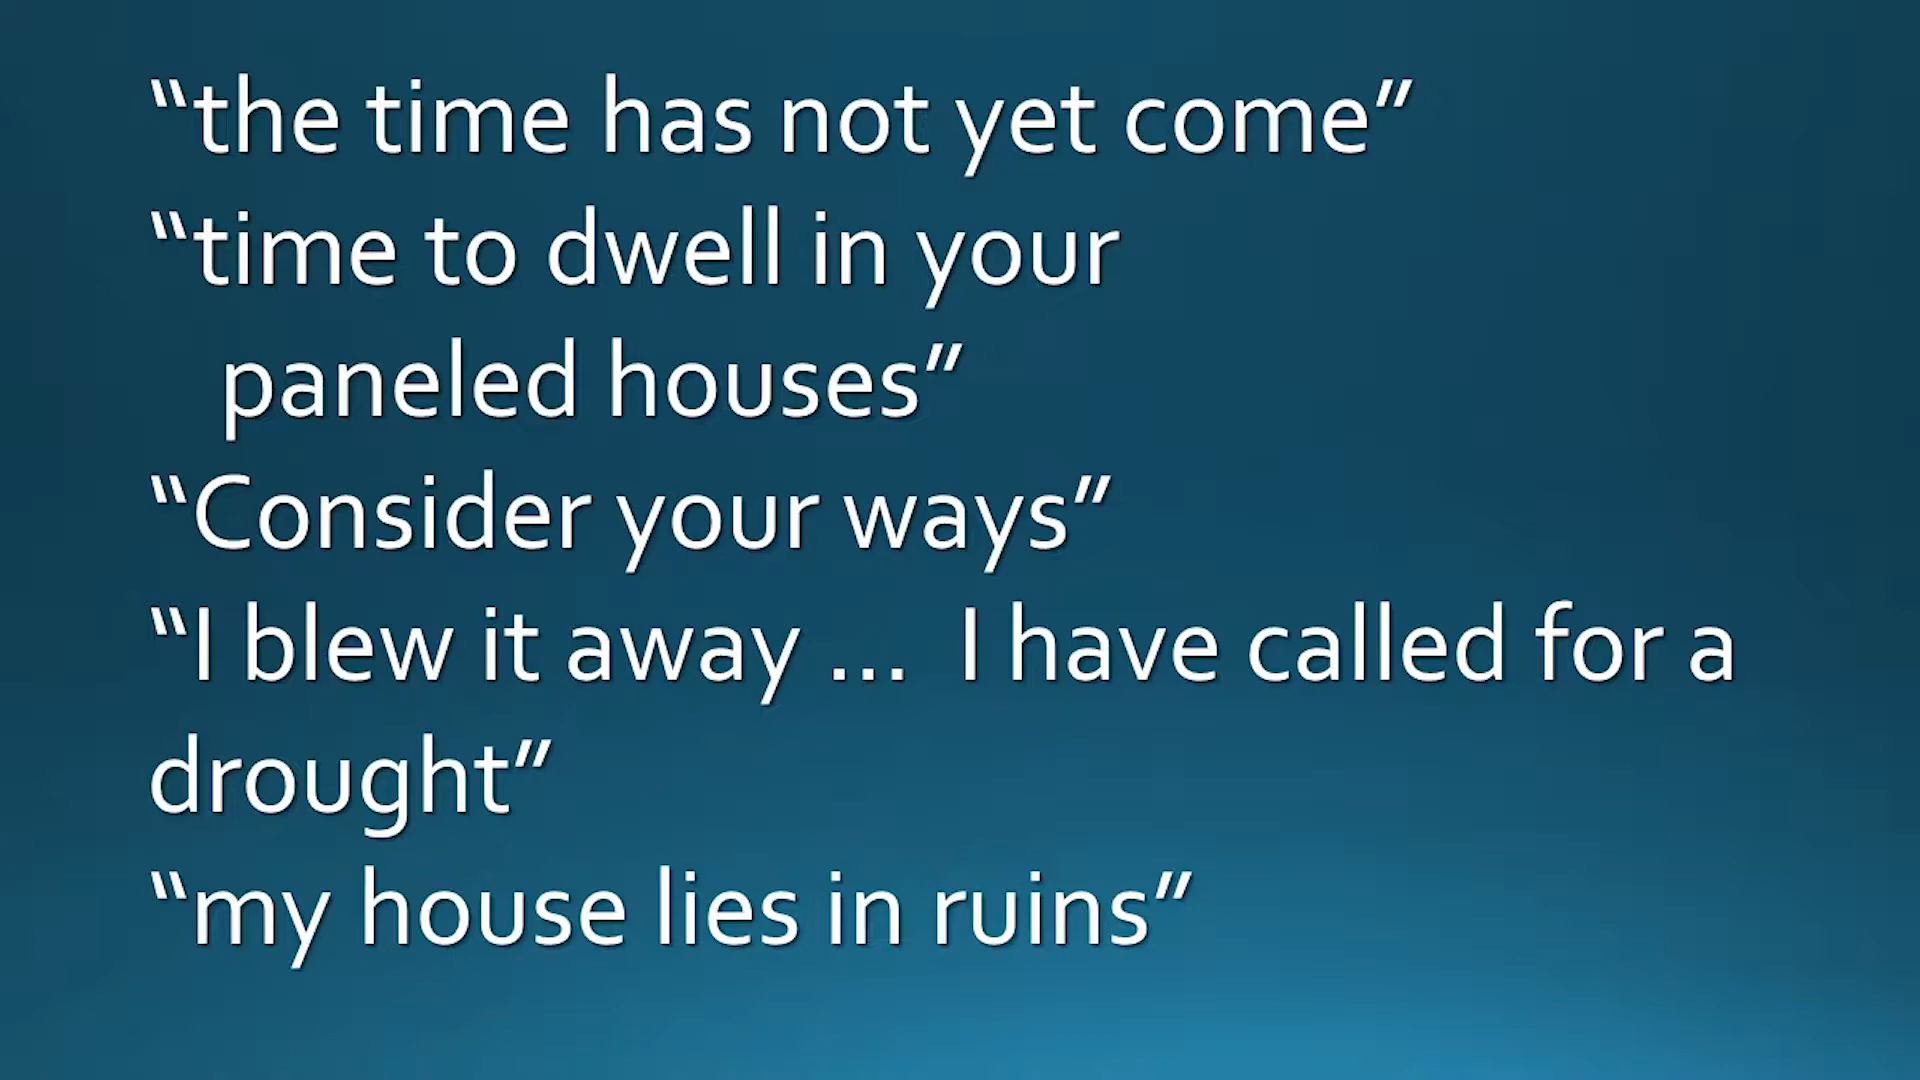 “the time has not yet come”
“time to dwell in your
paneled houses”
“Consider your ways”
“I blew it away ...  I have called for a
drought”
“my house lies in ruins”